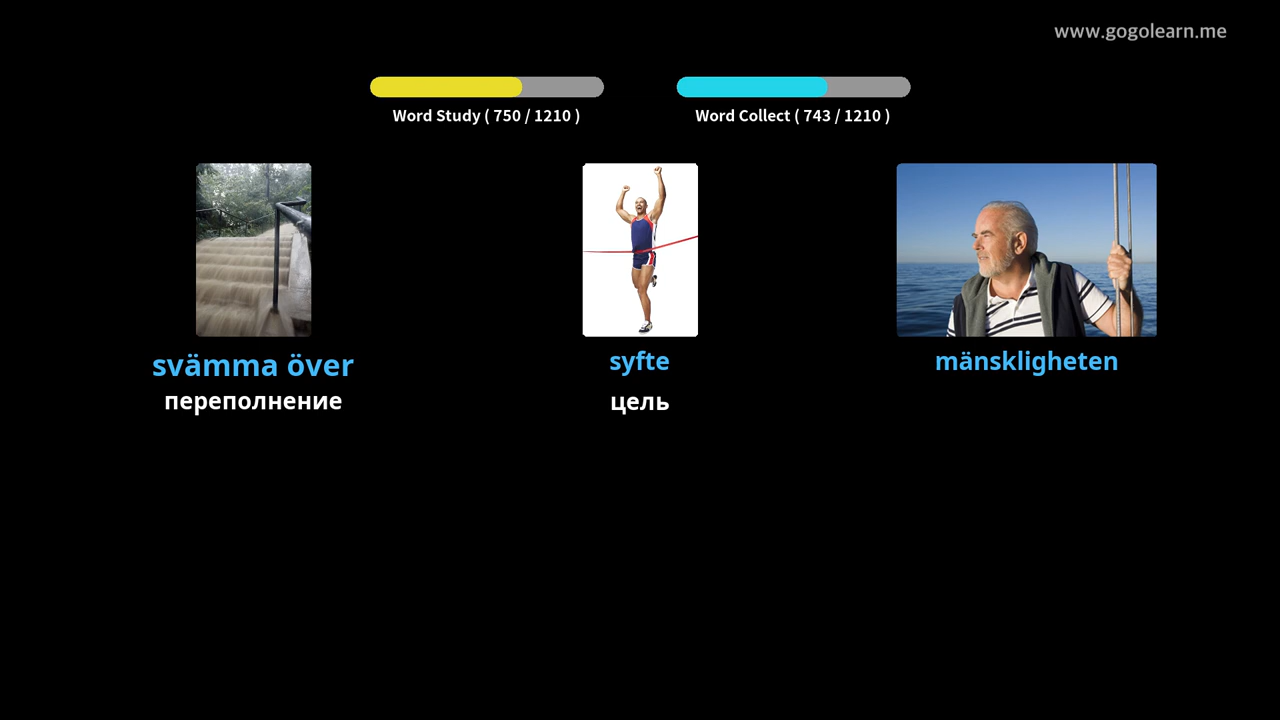 www.gogolearn.me
Word Study ( 750 / 1210 )
Word Collect ( 743 / 1210 )
svämma över
переполнение
syfte
цель
mänskligheten